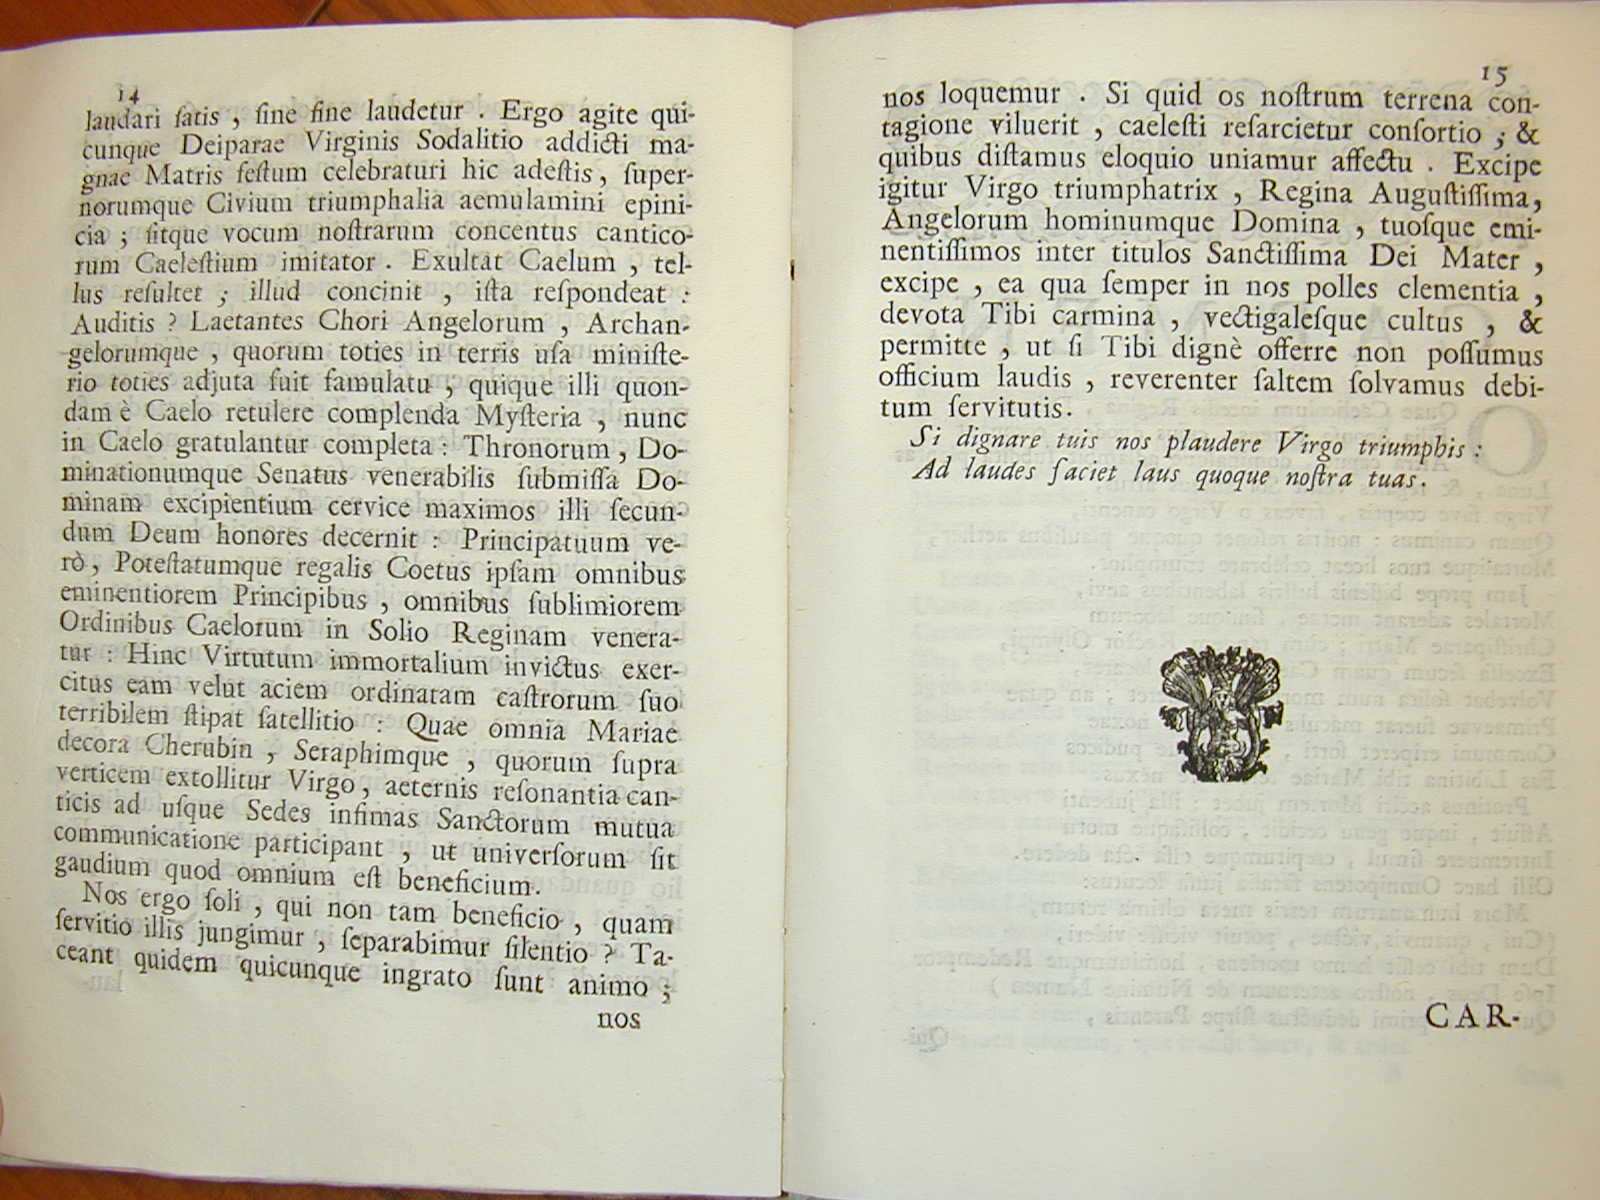 14
laudari ſatis , ſine fine laudetur . Ergo agite qui-
cunque Deiparae Virginis Sodalitio addicti ma-
gnae Matris feſtum celebraturi hic adeſtis , ſuper-
norumque Civium triumphalia aemulamini epini-
cia ; ſitque vocum noſtrarum concentus cantico-
rum Caeleſtium imitator . Exultat Caelum , tel-
lus reſultet ; illud concinit , iſta reſpondeat :
Auditis ? Laetantes Chori Angelorum , Archan-
gelorumque , quorum toties in terris uſa miniſte-
rio toties adjuta fuit famulatu , quique illi quon-
dam è Caelo retulere complenda Myſteria , nunc
in Caelo gratulantur completa : Thronorum , Do-
minationumque Senatus venerabilis ſubmiſſa Do-
minam excipientium cervice maximos illi ſecun-
dum Deum honores decernit : Principatuum ve-
rò , Poteſtatumque regalis Coetus ipſam omnibus
eminentiorem Principibus , omnibus ſublimiorem
Ordinibus Caelorum in Solio Reginam venera-
tur : Hinc Virtutum immortalium invictus exer-
citus eam velut aciem ordinatam caſtrorum ſuo
terribilem ſtipat ſatellitio : Quae omnia Mariae
decora Cherubin , Seraphimque , quorum ſupra
verticem extollitur Virgo , aeternis reſonantia can-
ticis ad uſque Sedes infimas Sanctorum mutua
communicatione participant , ut univerſorum ſit
gaudium quod omnium eſt beneficium .
Nos ergo ſoli , qui non tam beneficio , quam
ſervitio illis jungimur , ſeparabimur ſilentio ? Ta-
ceant quidem quicunque ingrato ſunt animo ;
nos
15
nos loquemur . Si quid os noſtrum terrena con-
tagione viluerit , caeleſti reſarcietur conſortio ; &
quibus diſtamus eloquio uniamur affectu . Excipe
igitur Virgo triumphatrix , Regina Auguſtiſſima,
Angelorum hominumque Domina , tuoſque emi-
nentiſſimos inter titulos Sanctiſſima Dei Mater ,
excipe , ea qua ſemper in nos polles clementia ,
devota Tibi carmina , vectigaleſque cultus , &
permitte , ut ſi Tibi dignè offerre non poſſumus
officium laudis , reverenter ſaltem ſolvamus debi-
tum ſervitutis .
Si dignare tuis nos plaudere Virgo triumphis :
Ad laudes faciet laus quoque noſtra tuas .
CAR-